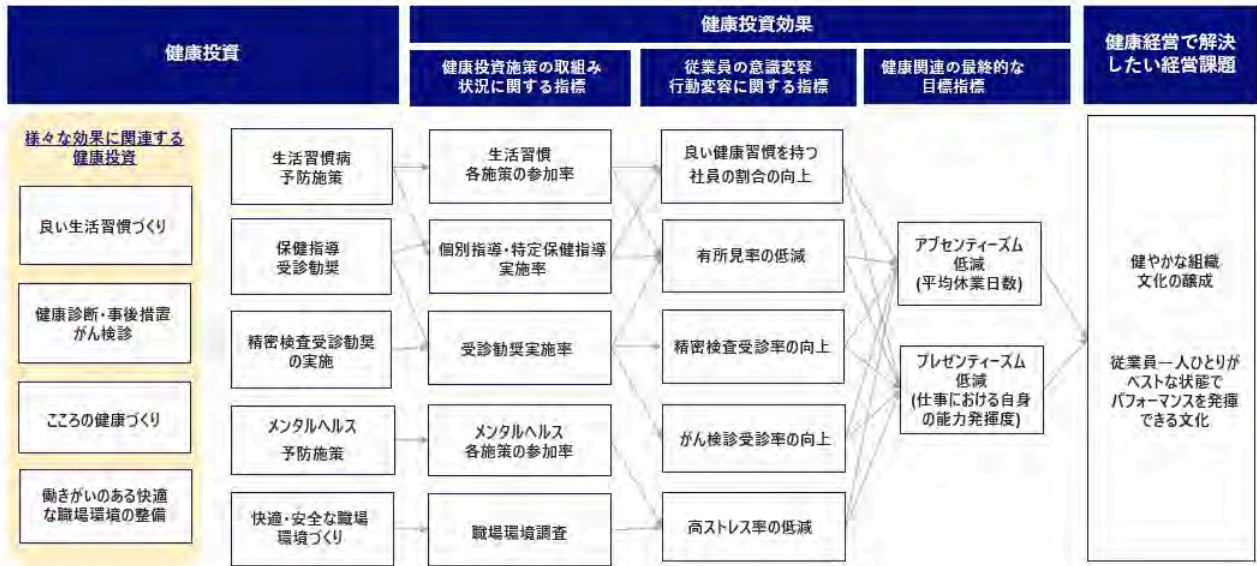 健康投資
健康投資効果
健康経営で解決
したい経営課題
健康投資施策の取組み
状況に関する指標
従業員の意識変容
行動変容に関する指標
健康関連の最終的な
目標指標
様々な効果に関連する
健康投資
良い生活習慣づくり
健康診断・事後措置
がん検診
こころの健康づくり
働きがいのある快適
な職場環境の整備
生活習慣病
予防施策
保健指導
受診勧奨
精密検査受診勧奨
の実施
メンタルヘルス
予防施策
快適・安全な職場
環境づくり
生活習慣
各施策の参加率
個別指導・特定保健指導
実施率
受診勧奨実施率
メンタルヘルス
各施策の参加率
職場環境調査
良い健康習慣を持つ
社員の割合の向上
有所見率の低減
精密検査受診率の向上
がん検診受診率の向上
高ストレス率の低減
アブセンティーズム
低減
(平均休業日数)
プレゼンティーズム
低減
(仕事における自身
の能力発揮度)
健やかな組織
文化の醸成
従業員一人ひとりが
ベストな状態で
パフォーマンスを発揮
できる文化